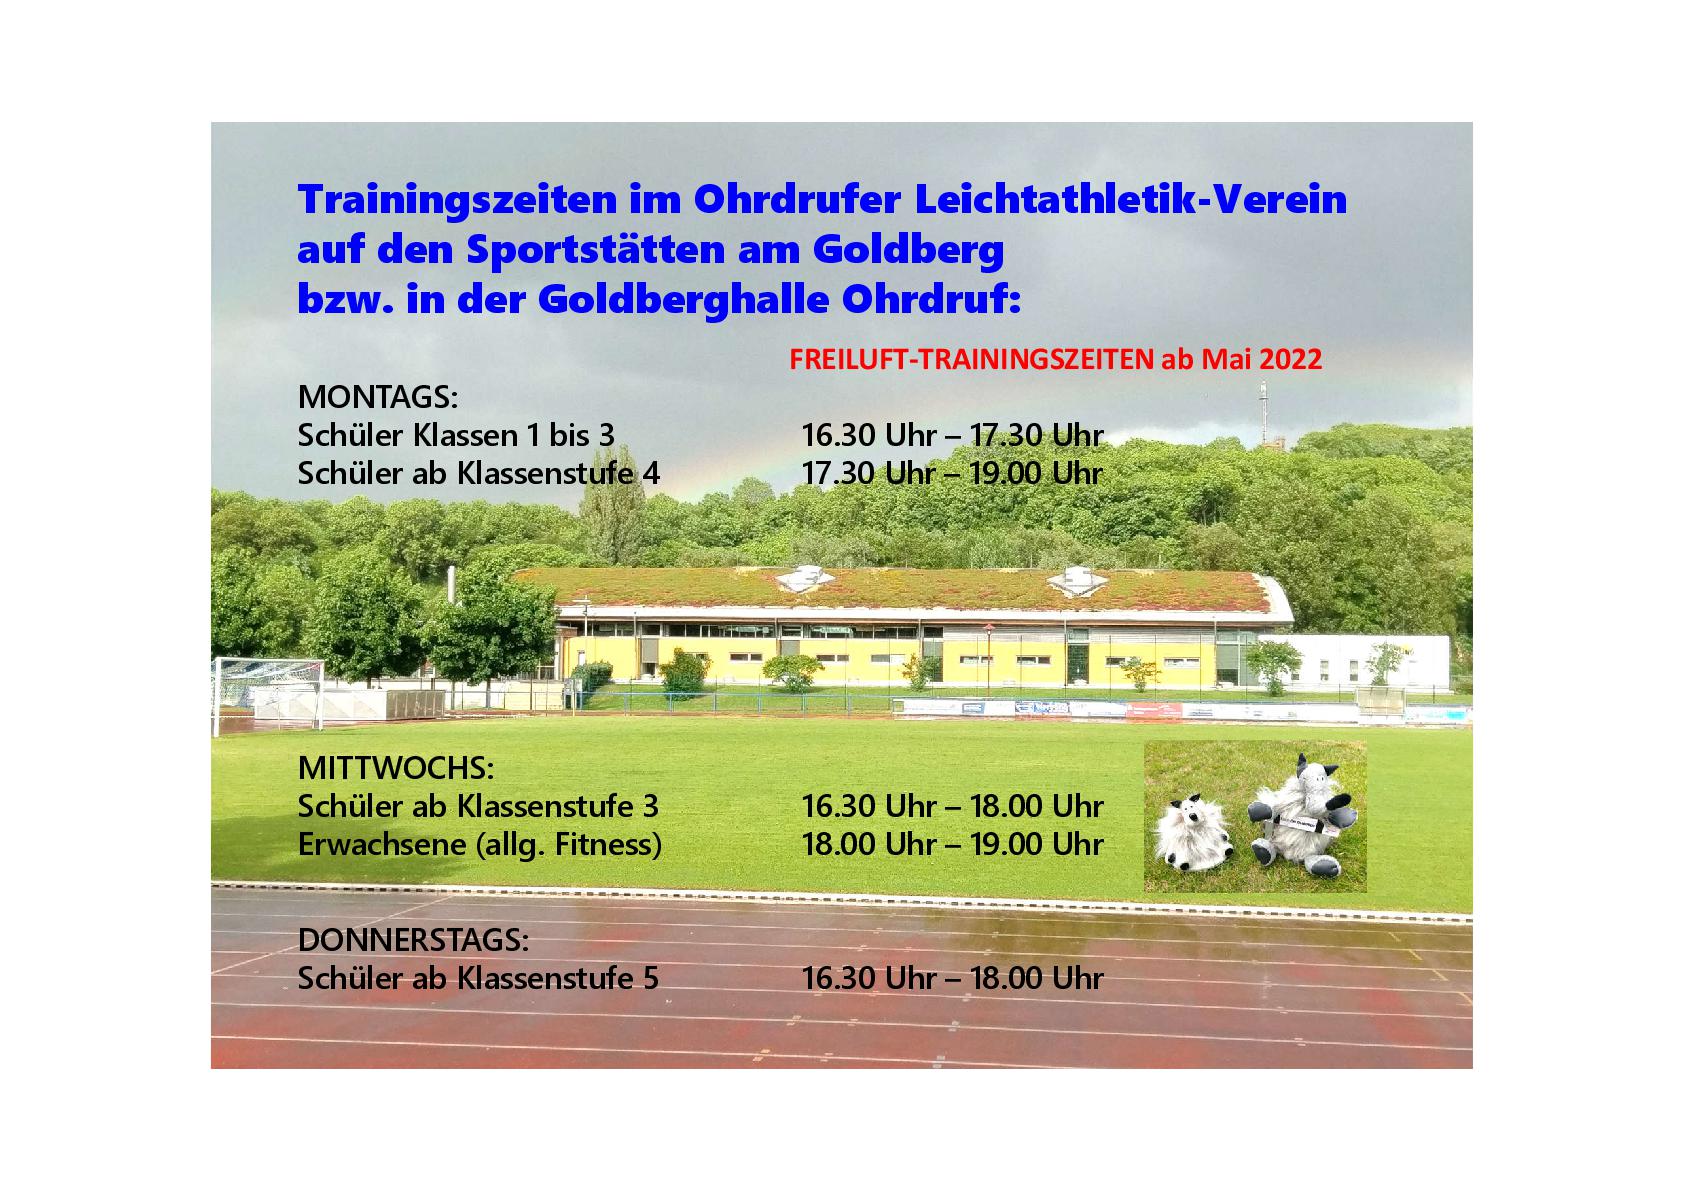 Trainingszeiten im Ohrdrufer Leichtathletik-Verein
auf den Sportstätten am Goldberg
bzw. in der Goldberghalle Ohrdruf:
FREILUFT-TRAININGSZEITEN ab Mai 2022
MONTAGS:
Schüler Klassen 1 bis 3 16.30 Uhr – 17.30 Uhr
Schüler ab Klassenstufe 4 17.30 Uhr – 19.00 Uhr
MITTWOCHS:
Schüler ab Klassenstufe 3 16.30 Uhr – 18.00 Uhr
Erwachsene (allg. Fitness) 18.00 Uhr – 19.00 Uhr
DONNERSTAGS:
Schüler ab Klassenstufe 5 16.30 Uhr – 18.00 Uhr